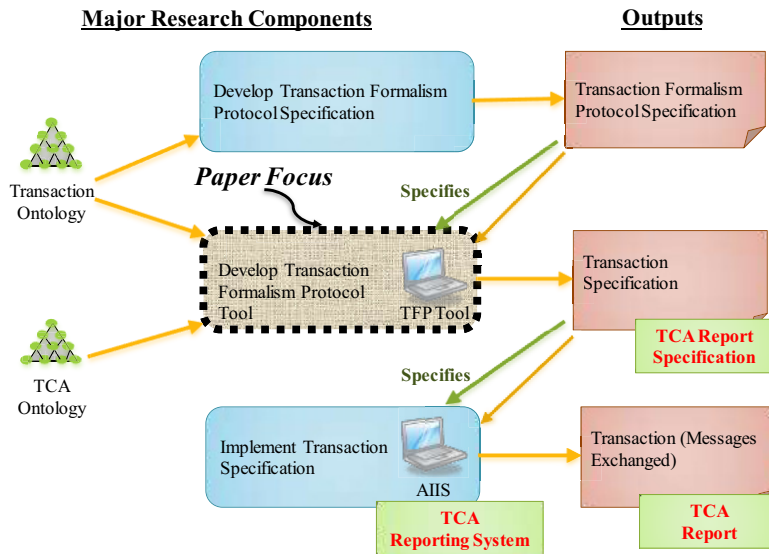 Major Research Components
Outputs
Develop Transaction Formalism
Protocol Specification
Transaction Formalism
Protocol Specification
Transaction
Ontology
Paper Focus
Specifies
Develop Transaction
Formalism Protocol
Tool
TFP Tool
Transaction
Specification
TCA Report
Specification
TCA
Ontology
Specifies
Implement Transaction
Specification
AIIS
TCA
Reporting System
Transaction (Messages
Exchanged)
TCA
Report